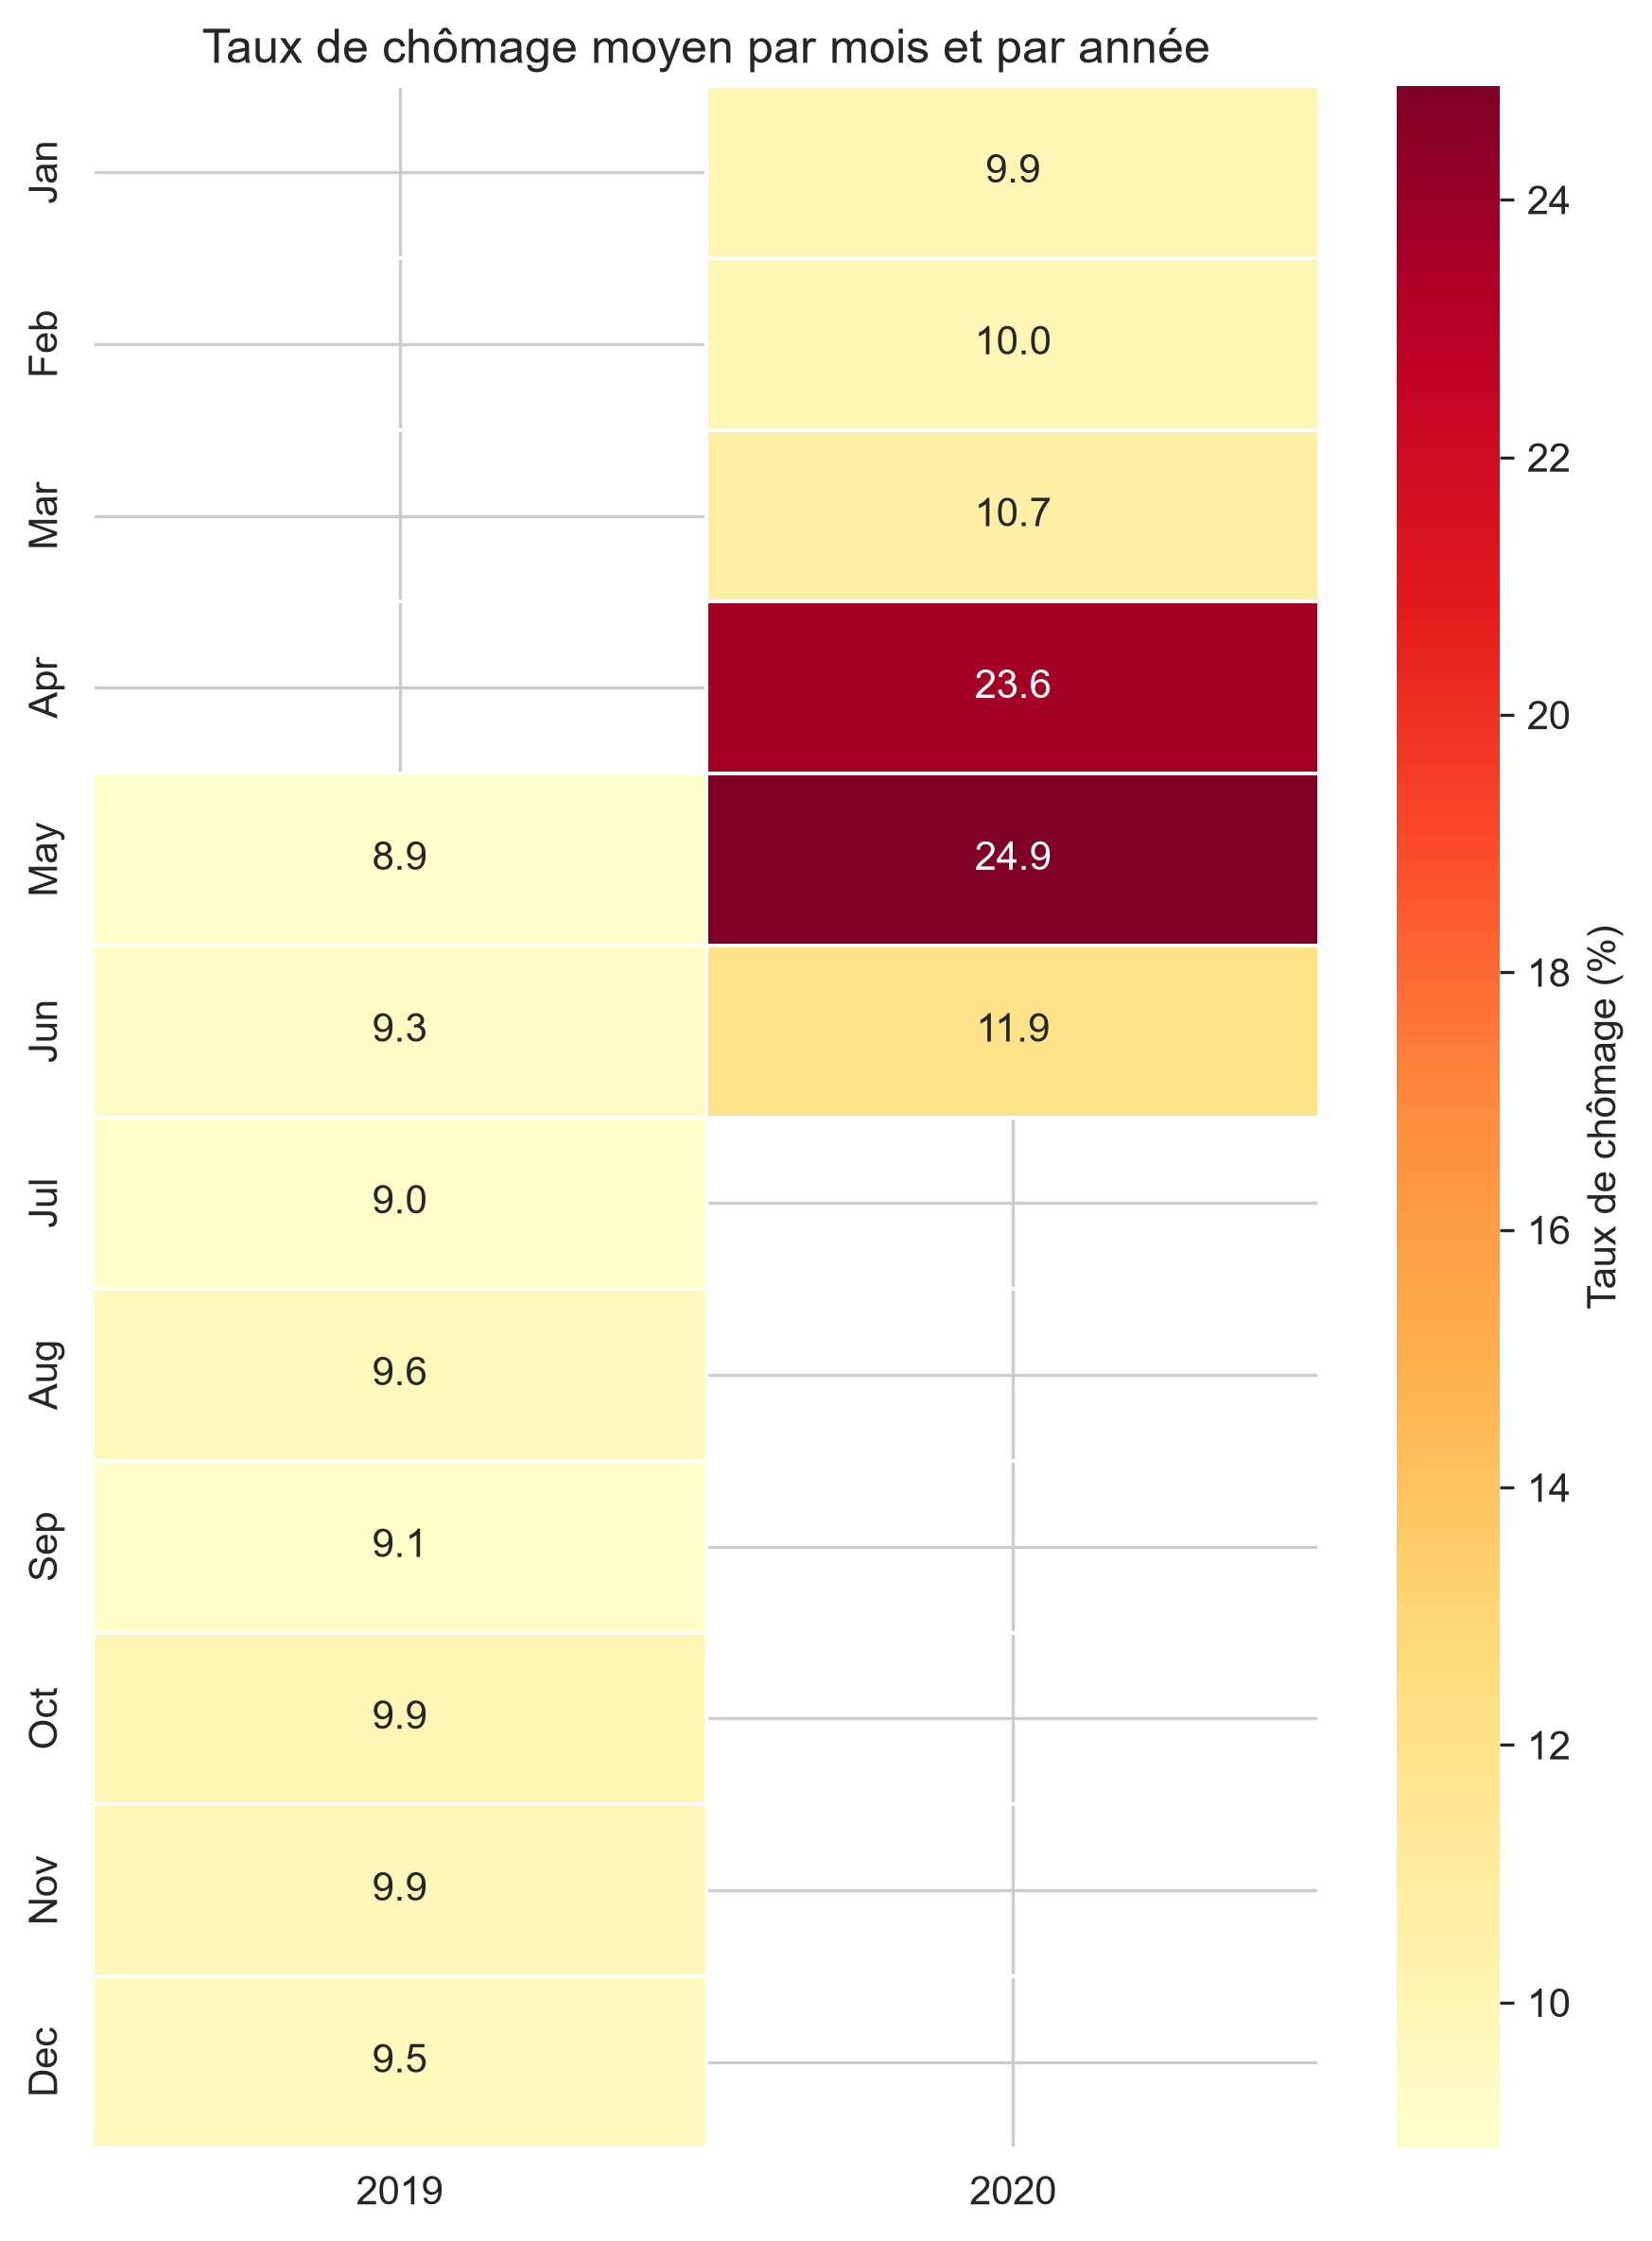 Taux de chômage moyen par mois et par année
Jan
9.9
Feb
10.0
Mar
10.7
Apr
23.6
May
8.9
24.9
Jun
9.3
11.9
Jul
9.0
Aug
9.6
Sep
9.1
Oct
9.9
Nov
9.9
Dec
9.5
2019
2020
24
22
20
18
16
14
12
10
Taux de chômage (%)